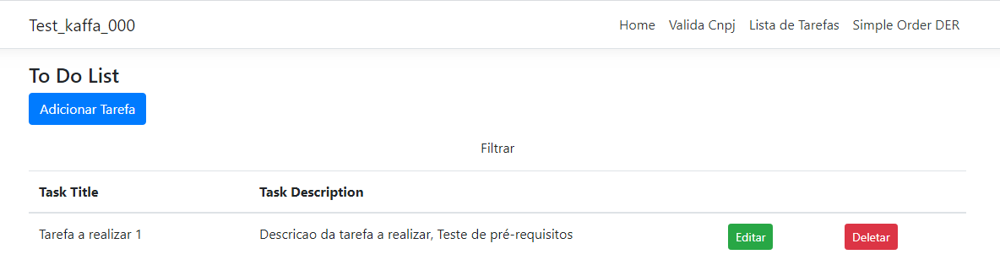 Test_kaffa_000 Home Valida Cnpj Lista de Tarefas Simple Order DER
To Do List
Adicionar Tarefa
Filtrar
Task Title Task Description
Tarefa a realizar 1 Descricao da tarefa a realizar, Teste de pré-requisitos Editar Deletar